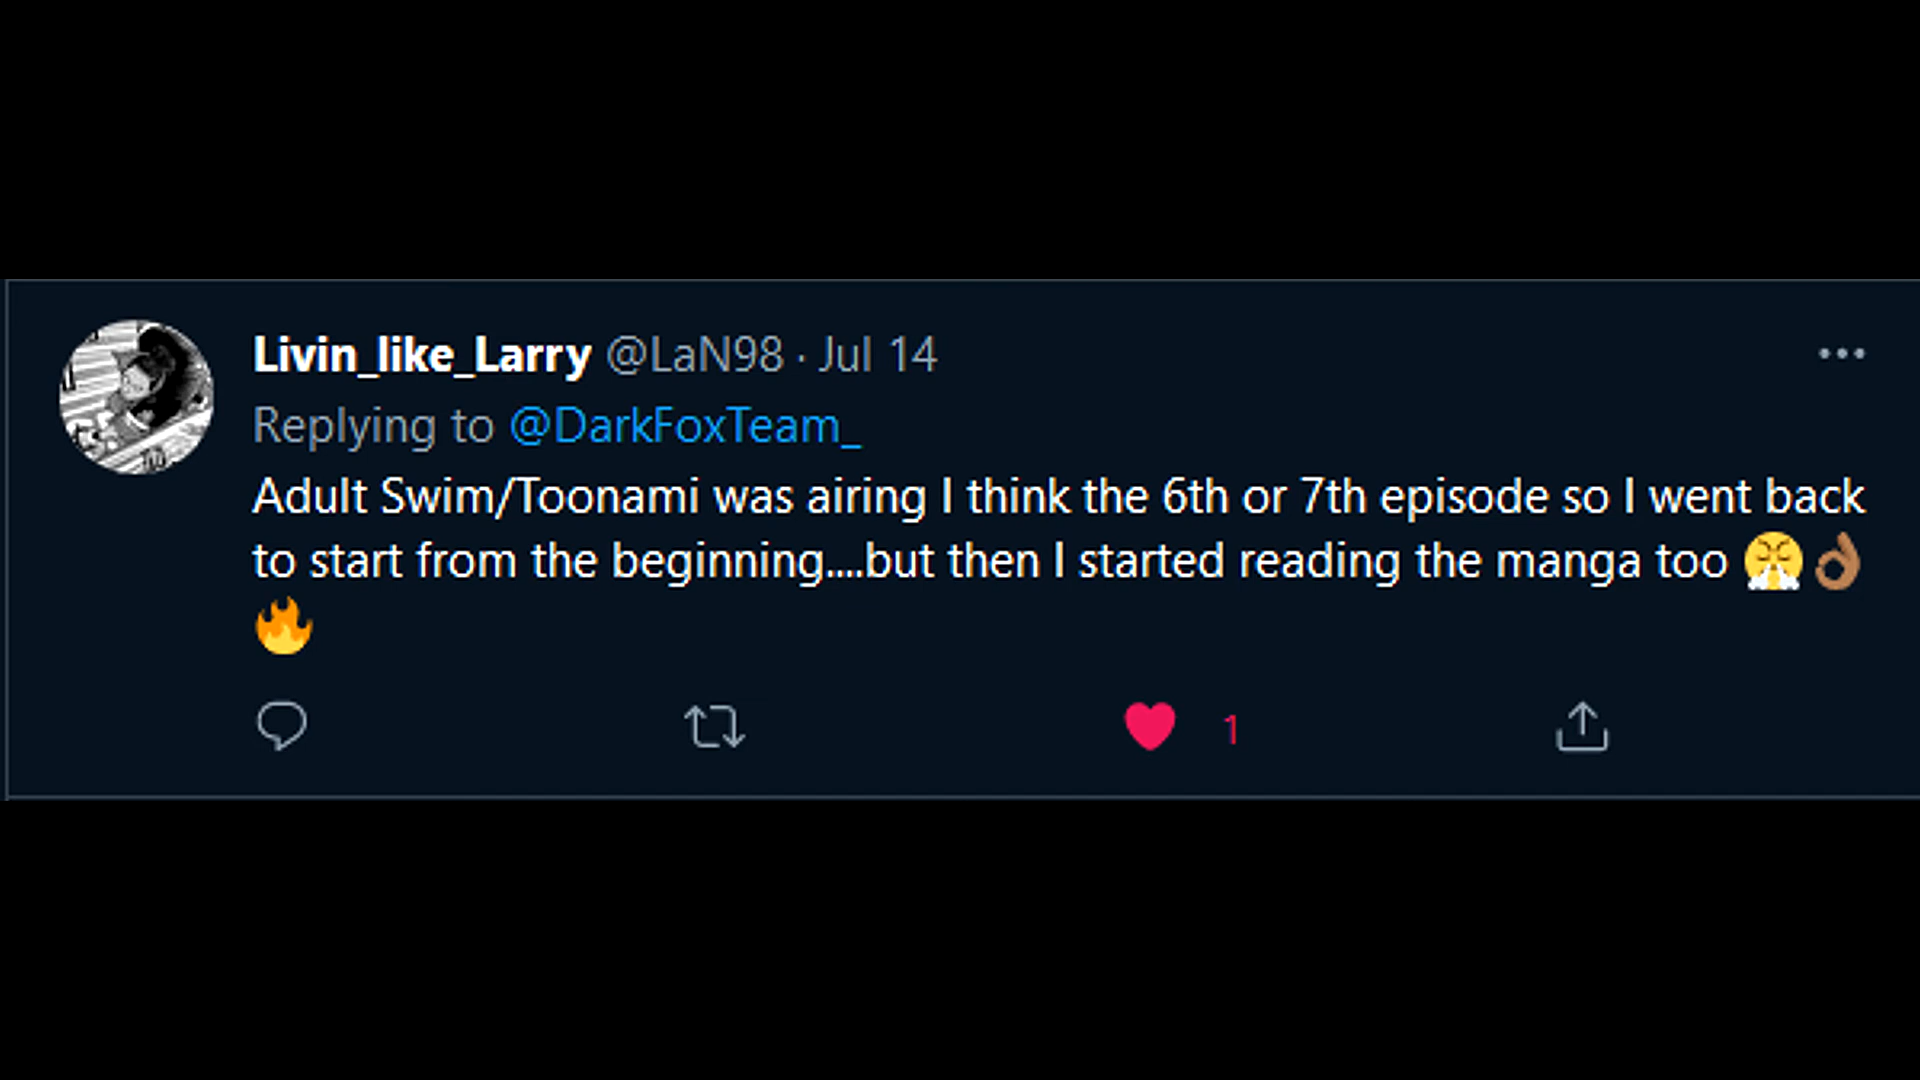 Livin_like_Larry @LaN98 · Jul 14
Replying to @DarkFoxTeam_
Adult Swim/Toonami was airing I think the 6th or 7th episode so I went back
to start from the beginning....but then I started reading the manga too 😤👌🏾
🔥
1